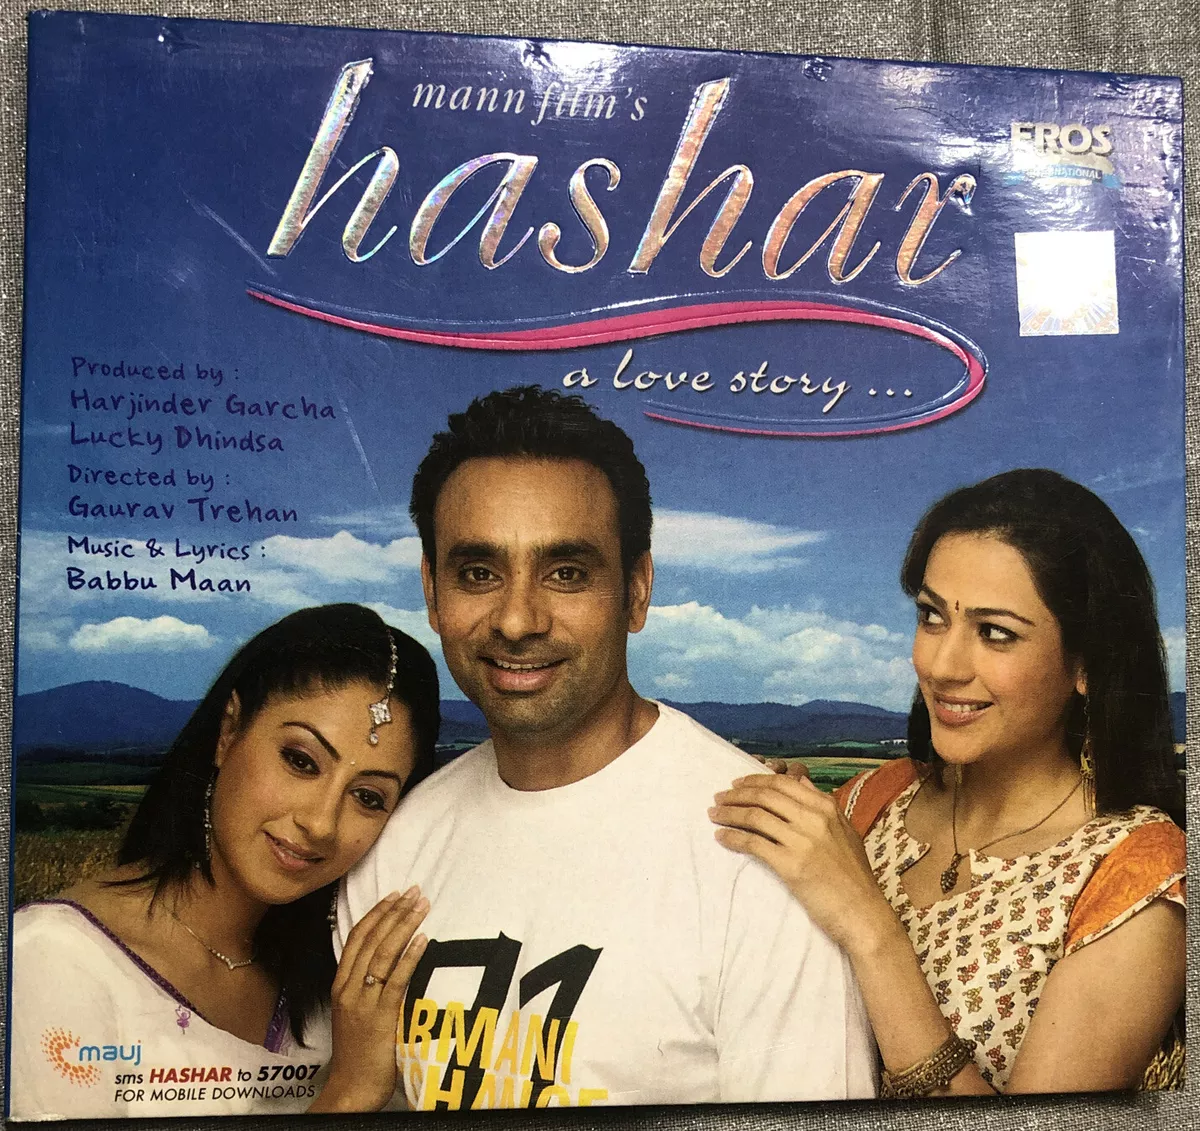 mann film's
hashar
EROS
INTERNATIONAL
a love story ...
Produced by :
Harjinder Garcha
Lucky Dhindsa
Directed by :
Gaurav Trehan
Music & Lyrics :
Babbu Maan
ARMANI
mauj
sms HASHAR to 57007
FOR MOBILE DOWNLOADS